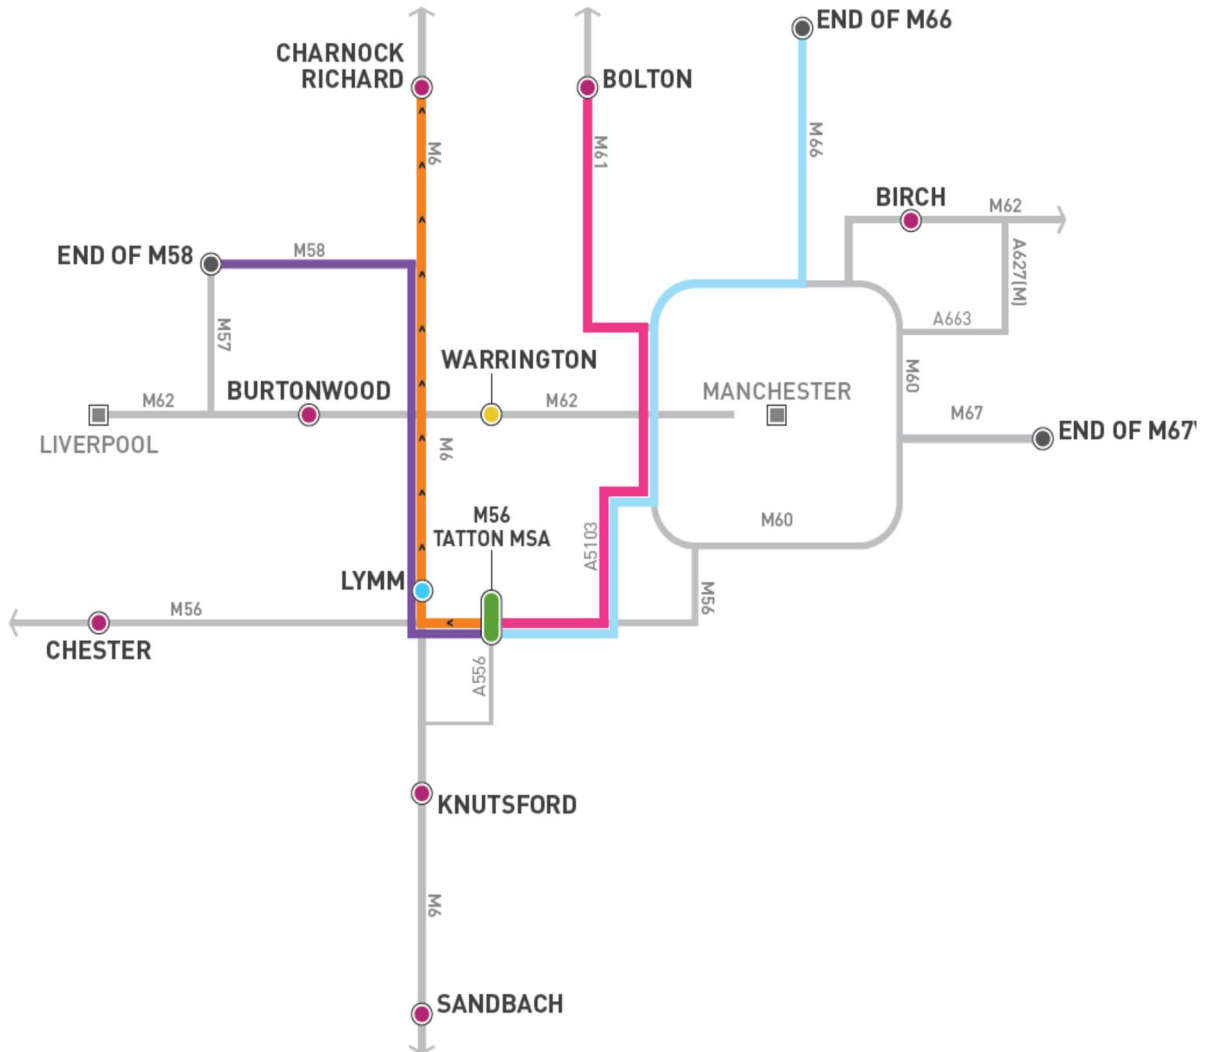 END OF M66
CHARNOCK
RICHARD
BOLTON
M6
M61
M66
BIRCH
M62
A627(M)
END OF M58
M58
M57
A663
WARRINGTON
M60
BURTONWOOD
M62
M62
MANCHESTER
M67
END OF M67
LIVERPOOL
M6
M56
TATTON MSA
A5103
M60
LYMM
M56
M56
CHESTER
A556
KNUTSFORD
M6
SANDBACH